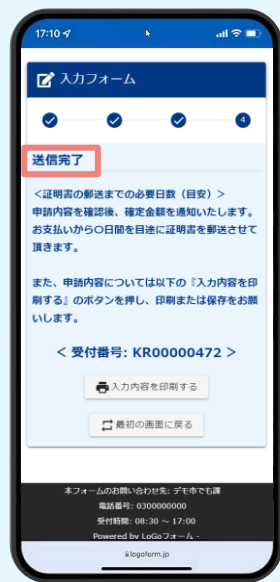 17:10
入力フォーム
4
送信完了
＜証明書の郵送までの必要日数（目安）＞
申請内容を確認後、確定金額を通知いたします。
お支払いから〇日間を目途に証明書を郵送させて
頂きます。
また、申請内容については以下の『入力内容を印
刷する』のボタンを押し、印刷または保存をお願
いします。
＜ 受付番号: KR00000472 ＞
入力内容を印刷する
最初の画面に戻る
本フォームのお問い合わせ先: デモ市でも課
電話番号: 0300000000
受付時間: 08:30 ～ 17:00
Powered by LoGoフォーム -
logoform.jp